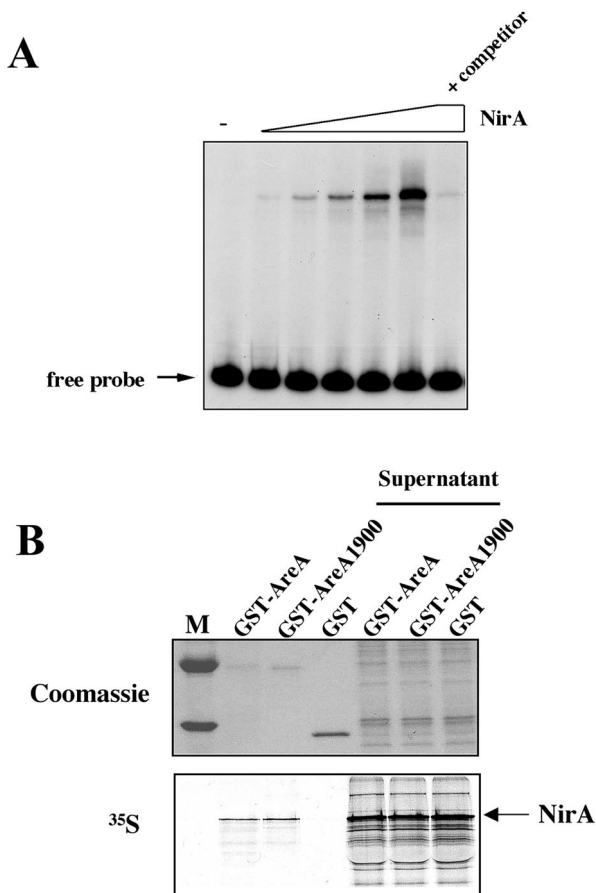 A
+ competitor
-
NirA
free probe
Supernatant
B
M
GST-AreA
GST-AreA1900
GST
GST-AreA
GST-AreA1900
GST
Coomassie
35S
NirA